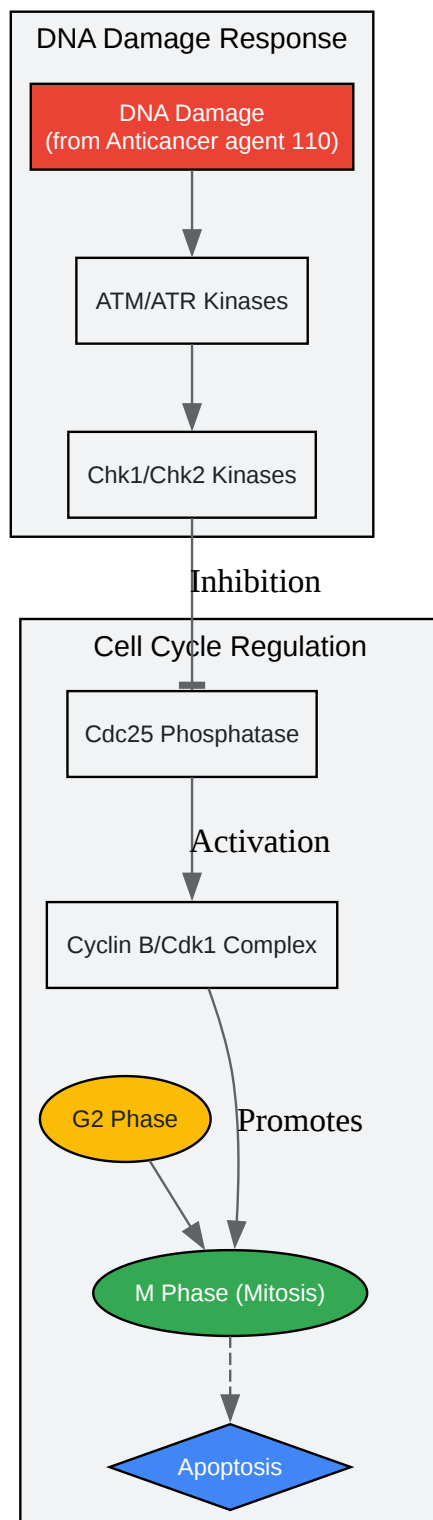 DNA Damage Response
DNA Damage
(from Anticancer agent 110)
ATM/ATR Kinases
Chk1/Chk2 Kinases
Inhibition
Cell Cycle Regulation
Cdc25 Phosphatase
Activation
Cyclin B/Cdk1 Complex
G2 Phase
Promotes
M Phase (Mitosis)
Apoptosis